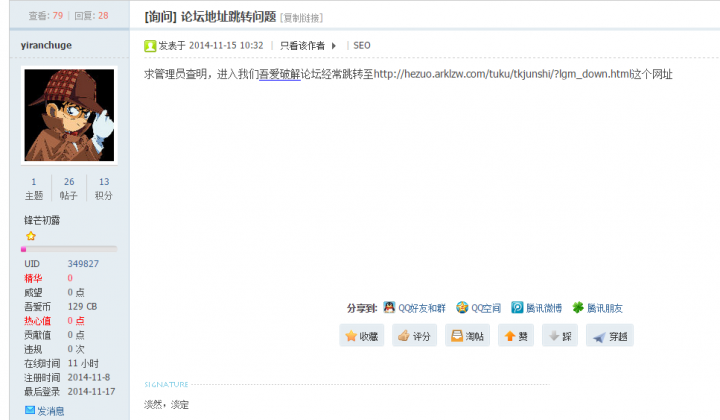 查看: 79 | 回复: 28
[询问] 论坛地址跳转问题 [复制链接]
yiranchuge
发表于 2014-11-15 10:32 | 只看该作者 | SEO
求管理员查明，进入我们吾爱破解论坛经常跳转至http://hezuo.arklzw.com/tuku/tkjunshi/?lgm_down.html这个网址
1 26 13
主题 帖子 积分
锋芒初露
UID 349827
精华 0
威望 0 点
吾爱币 129 CB
热心值 0 点
贡献值 0 点
违规 0 次
在线时间 11 小时
注册时间 2014-11-8
最后登录 2014-11-17
发消息
分享到: QQ好友和群 QQ空间 腾讯微博 腾讯朋友
收藏 评分 淘帖 赞 踩 穿越
SIGNATURE
淡然，淡定